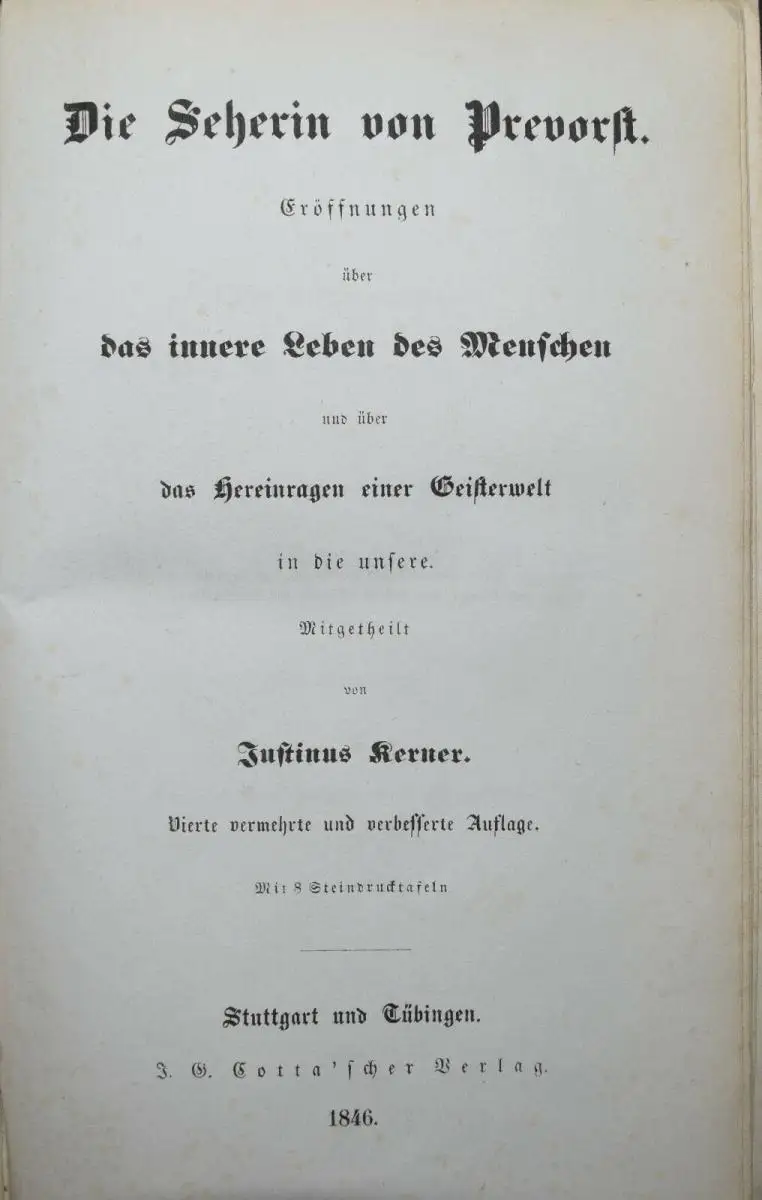 Die Seherin von Prevorst.
Eröffnungen
über
das innere Leben des Menschen
und über
das Hereinragen einer Geisterwelt
in die unsere.
Mitgetheilt
von
Justinus Kerner.
Vierte vermehrte und verbesserte Auflage.
Mit 8 Steindrucktafeln
Stuttgart und Tübingen.
J. G. Cotta'scher Verlag.
1846.